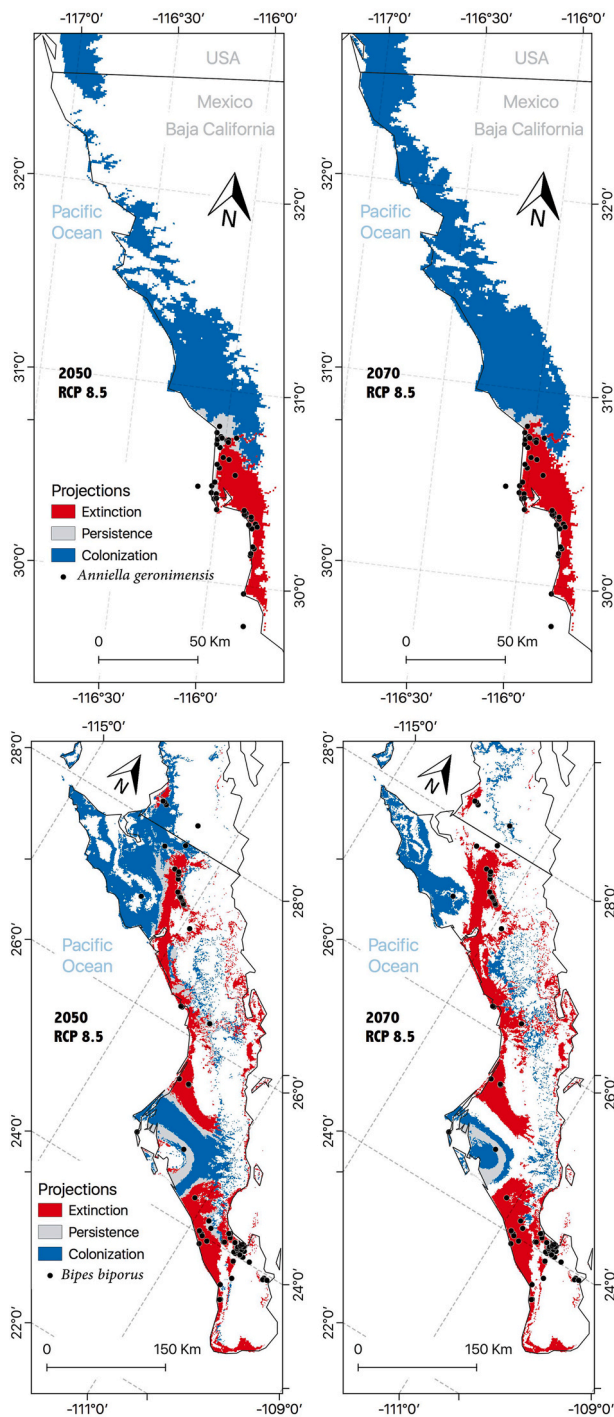 -117°0'
-116°30'
-117°0'
-116°30'
USA
Mexico
Baja California
32°0'
Pacific
Ocean
N
31°0'
2050
RCP 8.5
Projections
Extinction
Persistence
Colonization
Anniella geronimensis
30°0'
0
50 Km
-116°30'
-116°0'
USA
Mexico
Baja California
32°0'
Pacific
Ocean
N
31°0'
2070
RCP 8.5
30°0'
0
50 Km
-116°30'
-116°0'
-115°0'
28°0'
N
26°0'
Pacific
Ocean
28°0'
2050
RCP 8.5
26°0'
24°0'
Projections
Extinction
Persistence
Colonization
Bipes biporus
24°0'
22°0'
0
150 Km
-111°0'
-109°0'
-115°0'
28°0'
N
26°0'
Pacific
Ocean
28°0'
2070
RCP 8.5
26°0'
24°0'
24°0'
22°0'
0
150 Km
-111°0'
-109°0'